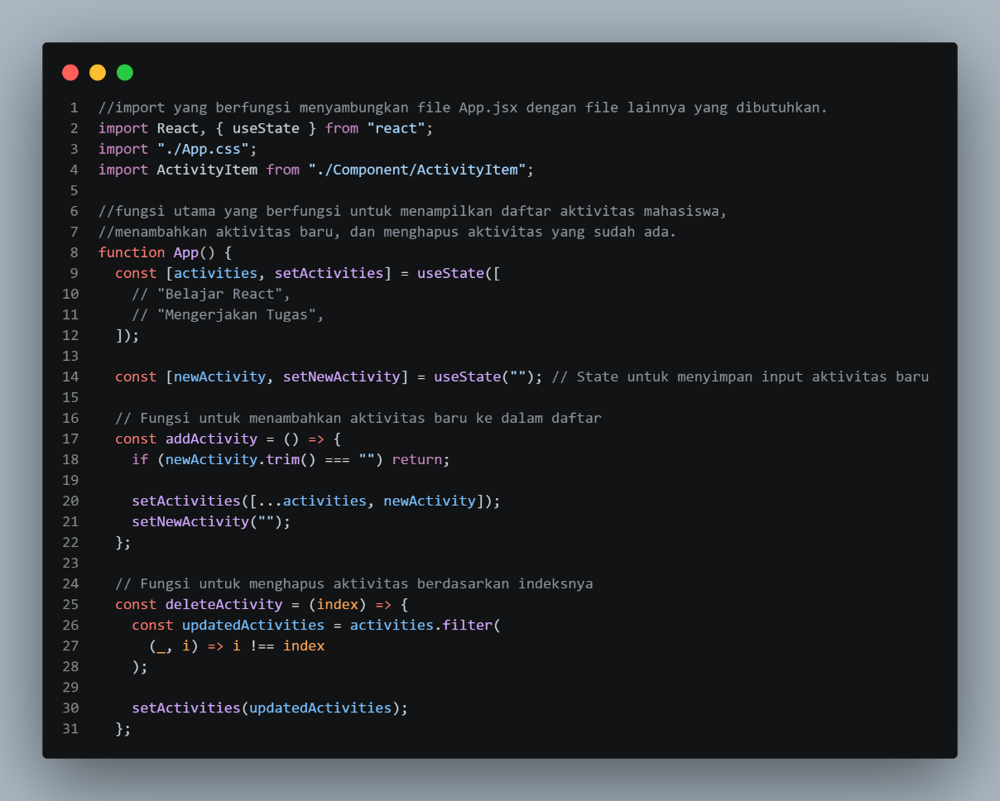 1 //import yang berfungsi menyambungkan file App.jsx dengan file lainnya yang dibutuhkan.
2 import React, { useState } from "react";
3 import "./App.css";
4 import ActivityItem from "./Component/ActivityItem";
5
6 //fungsi utama yang berfungsi untuk menampilkan daftar aktivitas mahasiswa,
7 //menambahkan aktivitas baru, dan menghapus aktivitas yang sudah ada.
8 function App() {
9   const [activities, setActivities] = useState([
10     // "Belajar React",
11     // "Mengerjakan Tugas",
12   ]);
13
14   const [newActivity, setNewActivity] = useState(""); // State untuk menyimpan input aktivitas baru
15
16   // Fungsi untuk menambahkan aktivitas baru ke dalam daftar
17   const addActivity = () => {
18     if (newActivity.trim() === "") return;
19
20     setActivities([...activities, newActivity]);
21     setNewActivity("");
22   };
23
24   // Fungsi untuk menghapus aktivitas berdasarkan indeksnya
25   const deleteActivity = (index) => {
26     const updatedActivities = activities.filter(
27       (_, i) => i !== index
28     );
29
30     setActivities(updatedActivities);
31   };